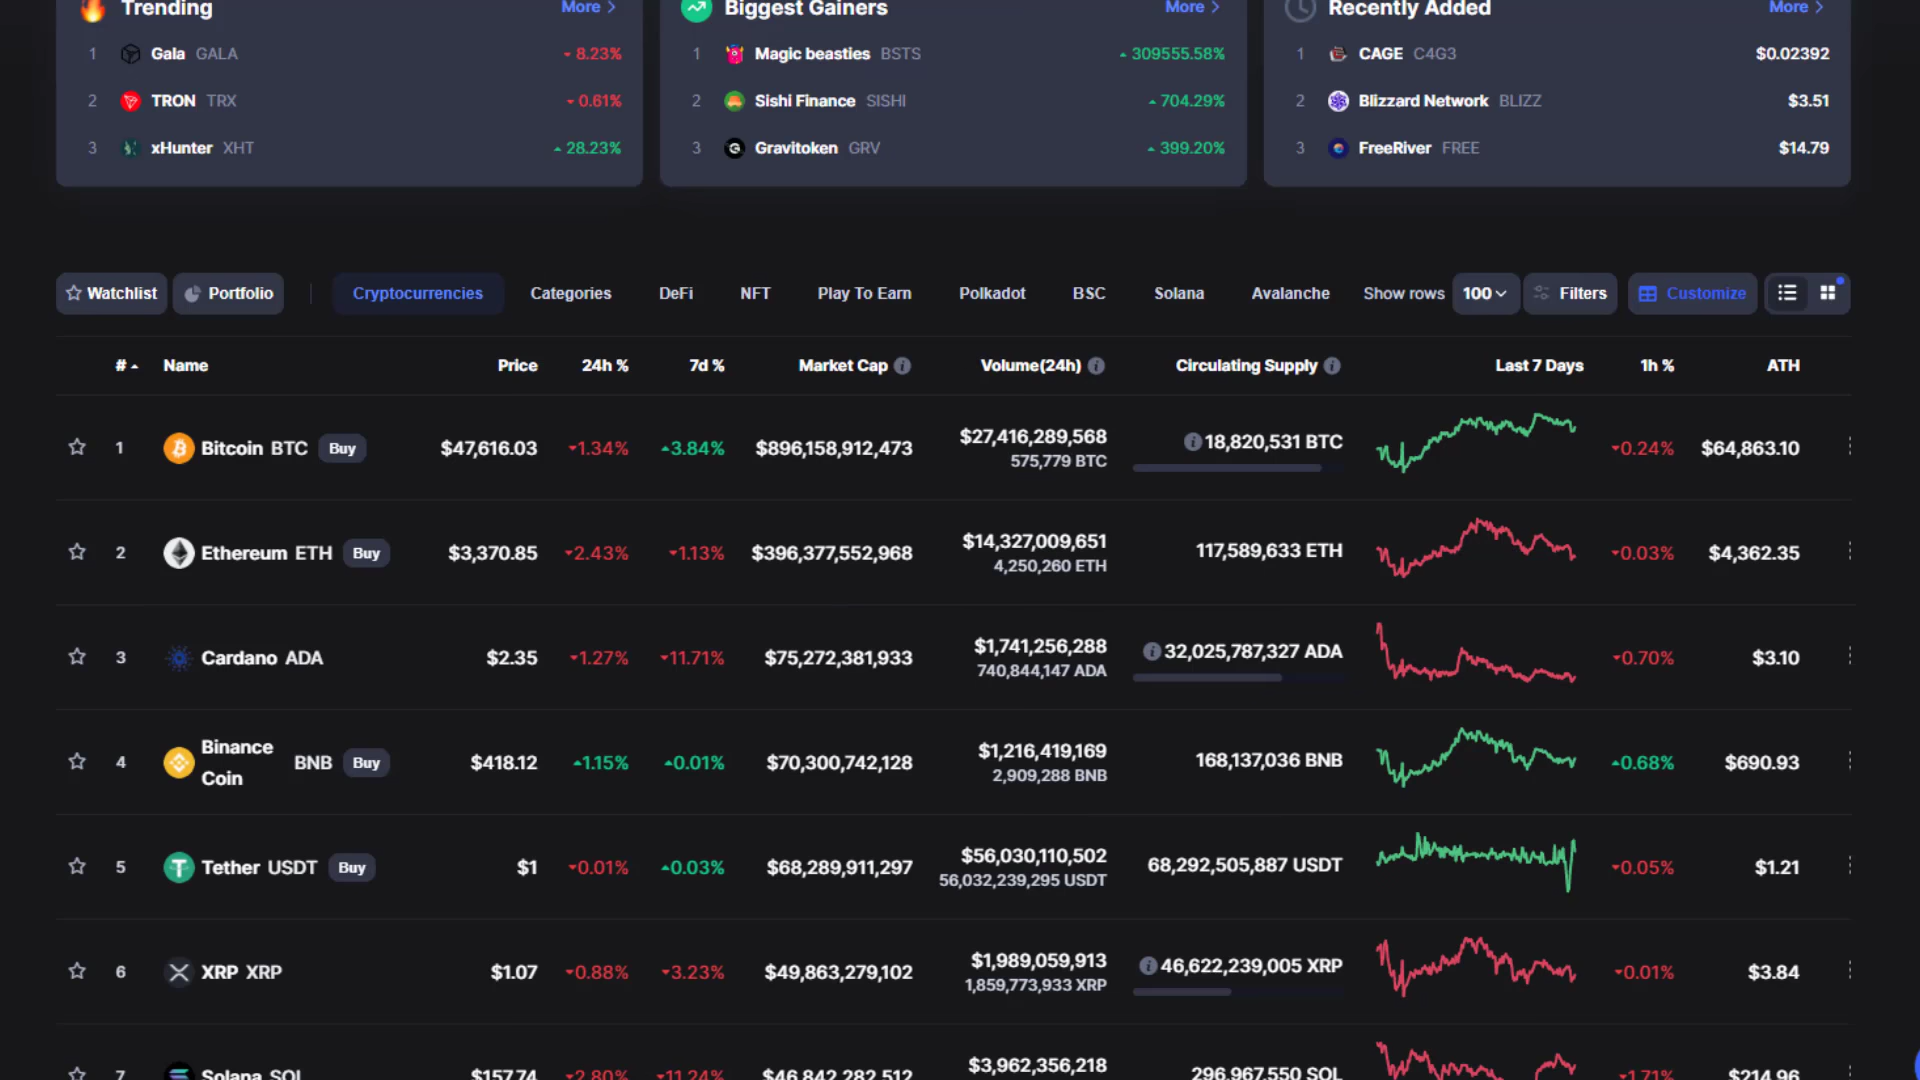 Trending More
1 Gala GALA 8.23%
2 TRON TRX 0.61%
3 xHunter XHT 28.23%
Biggest Gainers More
1 Magic beasties BSTS 309555.58%
2 Sishi Finance SISHI 704.29%
3 Gravitoken GRV 399.20%
Recently Added More
1 CAGE C4G3 $0.02392
2 Blizzard Network BLIZZ $3.51
3 FreeRiver FREE $14.79
Watchlist Portfolio Cryptocurrencies Categories DeFi NFT Play To Earn Polkadot BSC Solana Avalanche Show rows 100 Filters Customize
# Name Price 24h % 7d % Market Cap Volume(24h) Circulating Supply Last 7 Days 1h % ATH
1 Bitcoin BTC Buy $47,616.03 1.34% 3.84% $896,158,912,473 $27,416,289,568 18,820,531 BTC 0.24% $64,863.10
575,779 BTC
2 Ethereum ETH Buy $3,370.85 2.43% 1.13% $396,377,552,968 $14,327,009,651 117,589,633 ETH 0.03% $4,362.35
4,250,260 ETH
3 Cardano ADA $2.35 1.27% 11.71% $75,272,381,933 $1,741,256,288 32,025,787,327 ADA 0.70% $3.10
740,844,147 ADA
4 Binance Coin BNB Buy $418.12 1.15% 0.01% $70,300,742,128 $1,216,419,169 168,137,036 BNB 0.68% $690.93
2,909,288 BNB
5 Tether USDT Buy $1 0.01% 0.03% $68,289,911,297 $56,030,110,502 68,292,505,887 USDT 0.05% $1.21
56,032,239,295 USDT
6 XRP XRP $1.07 0.88% 3.23% $49,863,279,102 $1,989,059,913 46,622,239,005 XRP 0.01% $3.84
1,859,773,933 XRP
7 Solana SOL $157.74 2.80% 11.24% $46,842,282,512 $3,962,356,218 296,967,550 SOL 1.71% $214.96